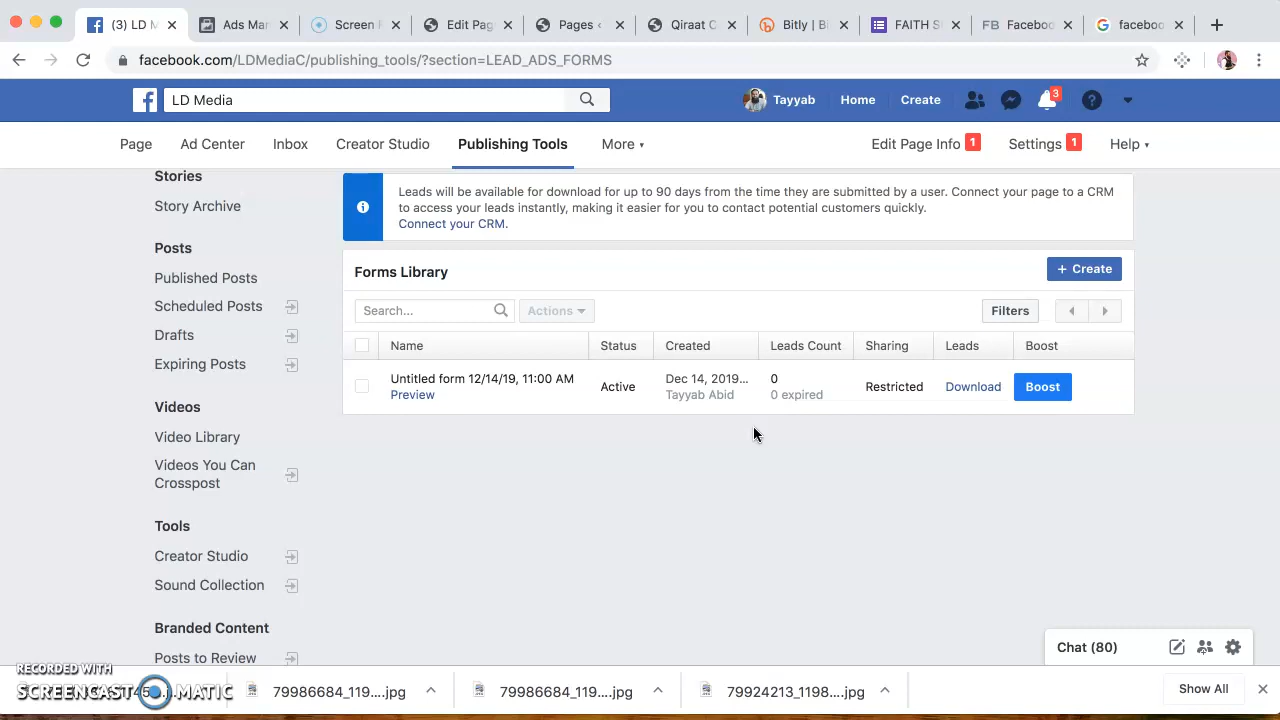 (3) LD M
Ads Mar
Screen
Edit Pag
Pages ‹
Qiraat C
Bitly | B
FAITH S
FB Facebo
facebo
facebook.com/LDMediaC/publishing_tools/?section=LEAD_ADS_FORMS
LD Media
Tayyab
Home
Create
3
Page
Ad Center
Inbox
Creator Studio
Publishing Tools
More
Edit Page Info 1
Settings 1
Help
Stories
Story Archive
Posts
Published Posts
Scheduled Posts
Drafts
Expiring Posts
Videos
Video Library
Videos You Can
Crosspost
Tools
Creator Studio
Sound Collection
Branded Content
Posts to Review
Leads will be available for download for up to 90 days from the time they are submitted by a user. Connect your page to a CRM
to access your leads instantly, making it easier for you to contact potential customers quickly.
Connect your CRM.
Forms Library
+ Create
Search...
Actions
Filters
Name Status Created Leads Count Sharing Leads Boost
Untitled form 12/14/19, 11:00 AM Active Dec 14, 2019... 0 Restricted Download Boost
Preview Tayyab Abid 0 expired
Chat (80)
RECORDED WITH
SCREENCAST-O-MATIC
79986684_119....jpg
79986684_119....jpg
79924213_1198....jpg
Show All